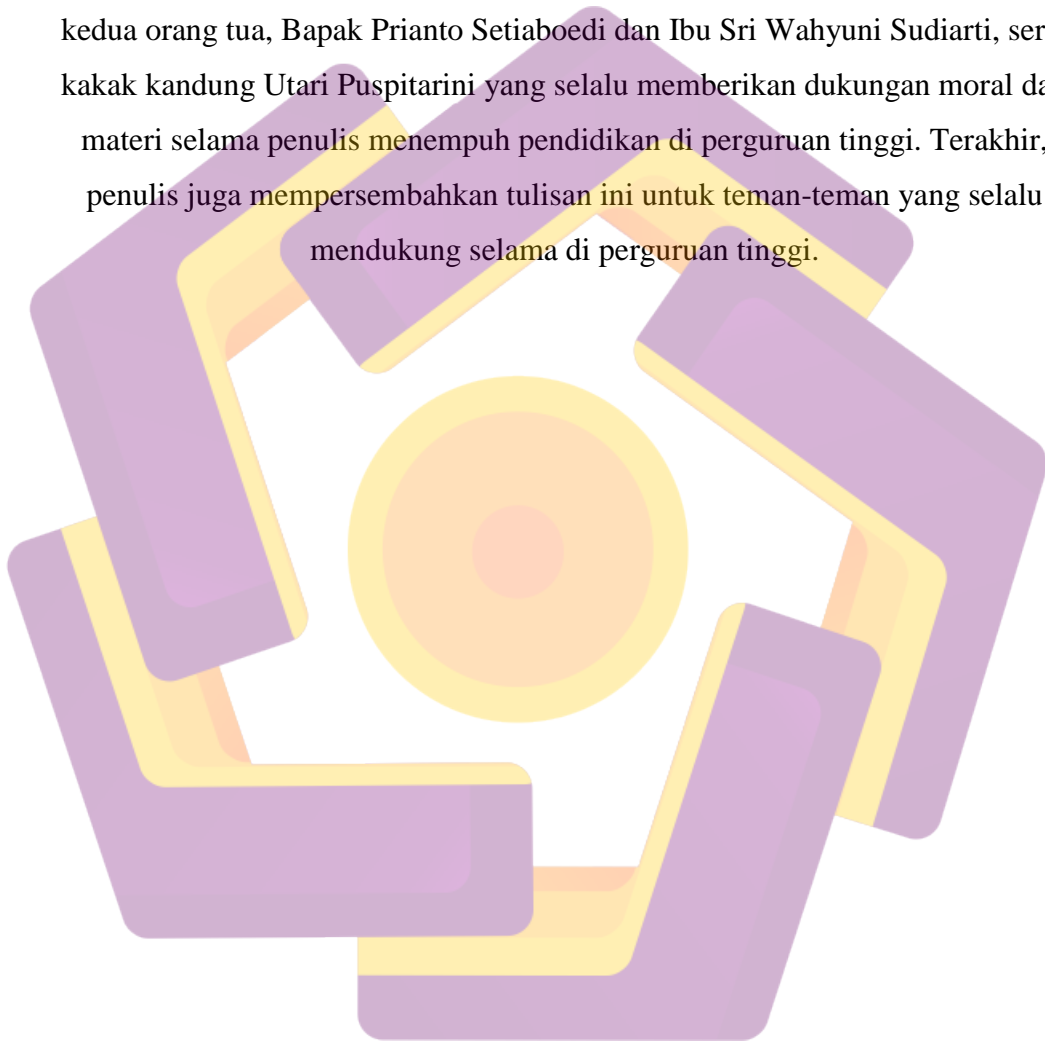 kedua orang tua, Bapak Prianto Setiaboedi dan Ibu Sri Wahyuni Sudiarti, ser
kakak kandung Utari Puspitarini yang selalu memberikan dukungan moral da
materi selama penulis menempuh pendidikan di perguruan tinggi. Terakhir,
penulis juga mempersembahkan tulisan ini untuk teman-teman yang selalu
mendukung selama di perguruan tinggi.